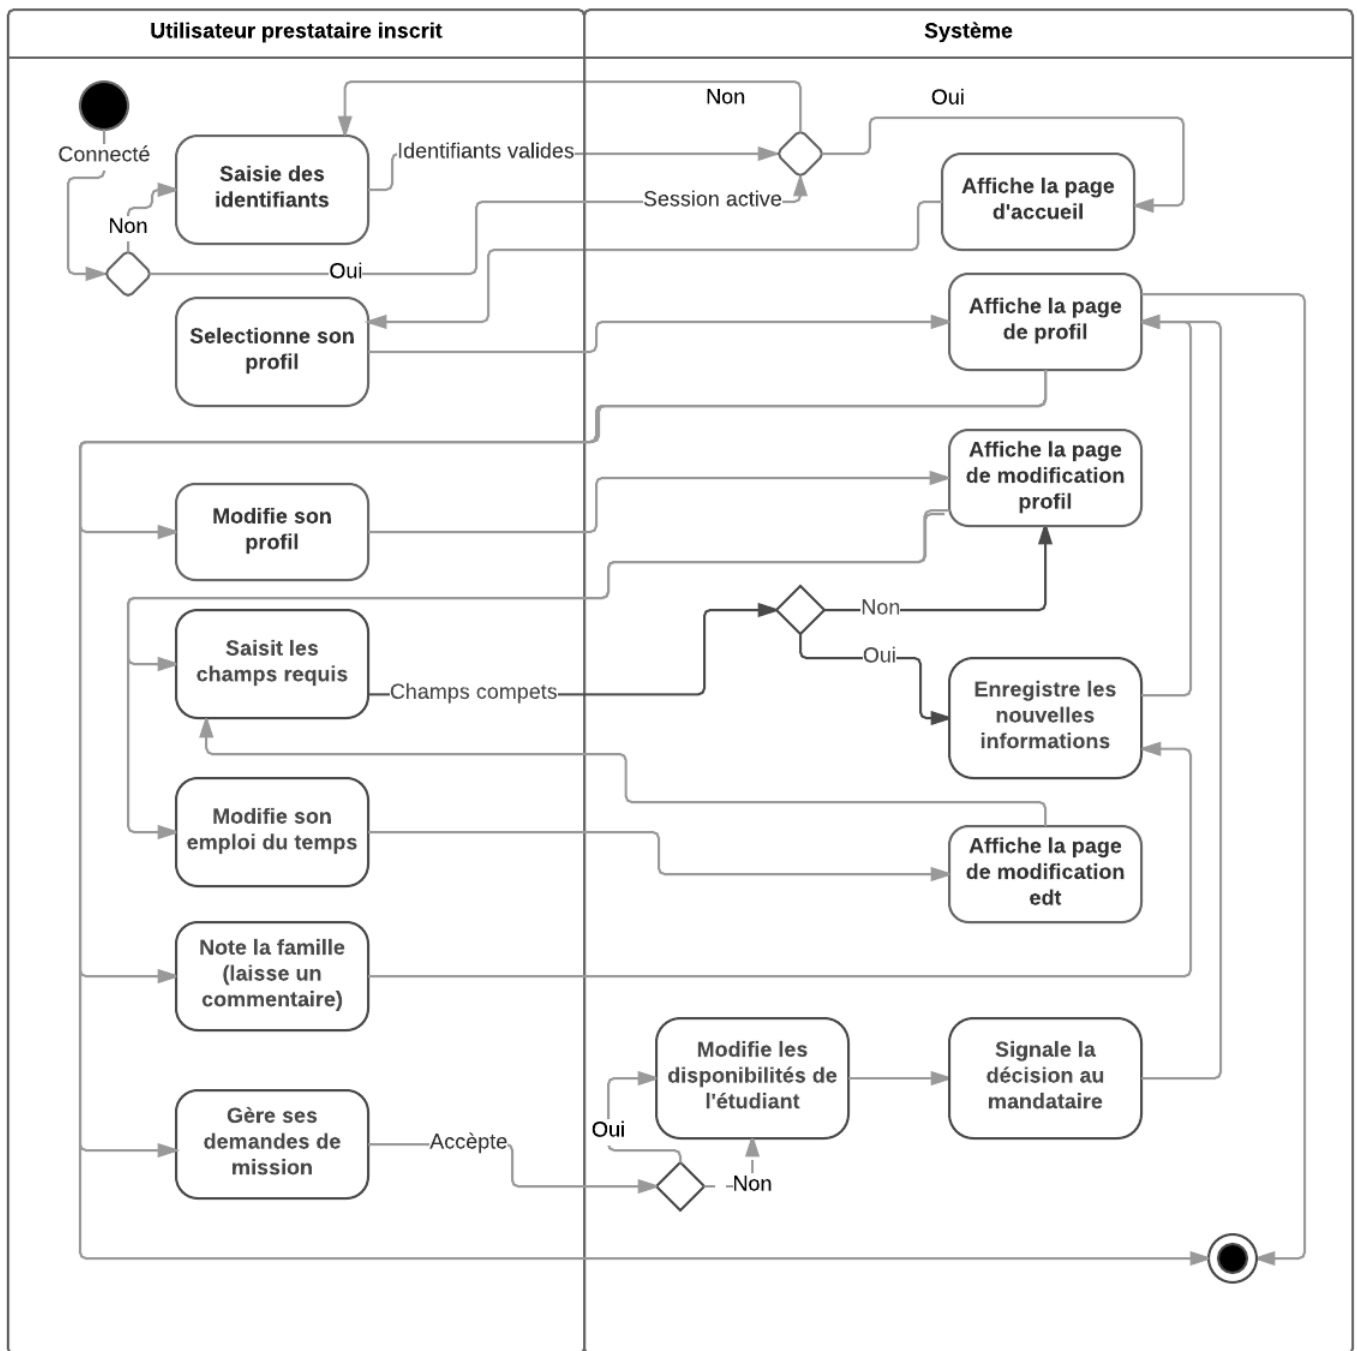 Utilisateur prestataire inscrit
Système
Non
Oui
Connecté
Identifiants valides
Saisie des
identifiants
Session active
Affiche la page
d'accueil
Non
Oui
Selectionne son
profil
Affiche la page
de profil
Affiche la page
de modification
profil
Modifie son
profil
Saisit les
champs requis
Non
Oui
Champs compets
Enregistre les
nouvelles
informations
Modifie son
emploi du temps
Affiche la page
de modification
edt
Note la famille
(laisse un
commentaire)
Modifie les
disponibilités de
l'étudiant
Signale la
décision au
mandataire
Gère ses
demandes de
mission
Accèpte
Oui
Non